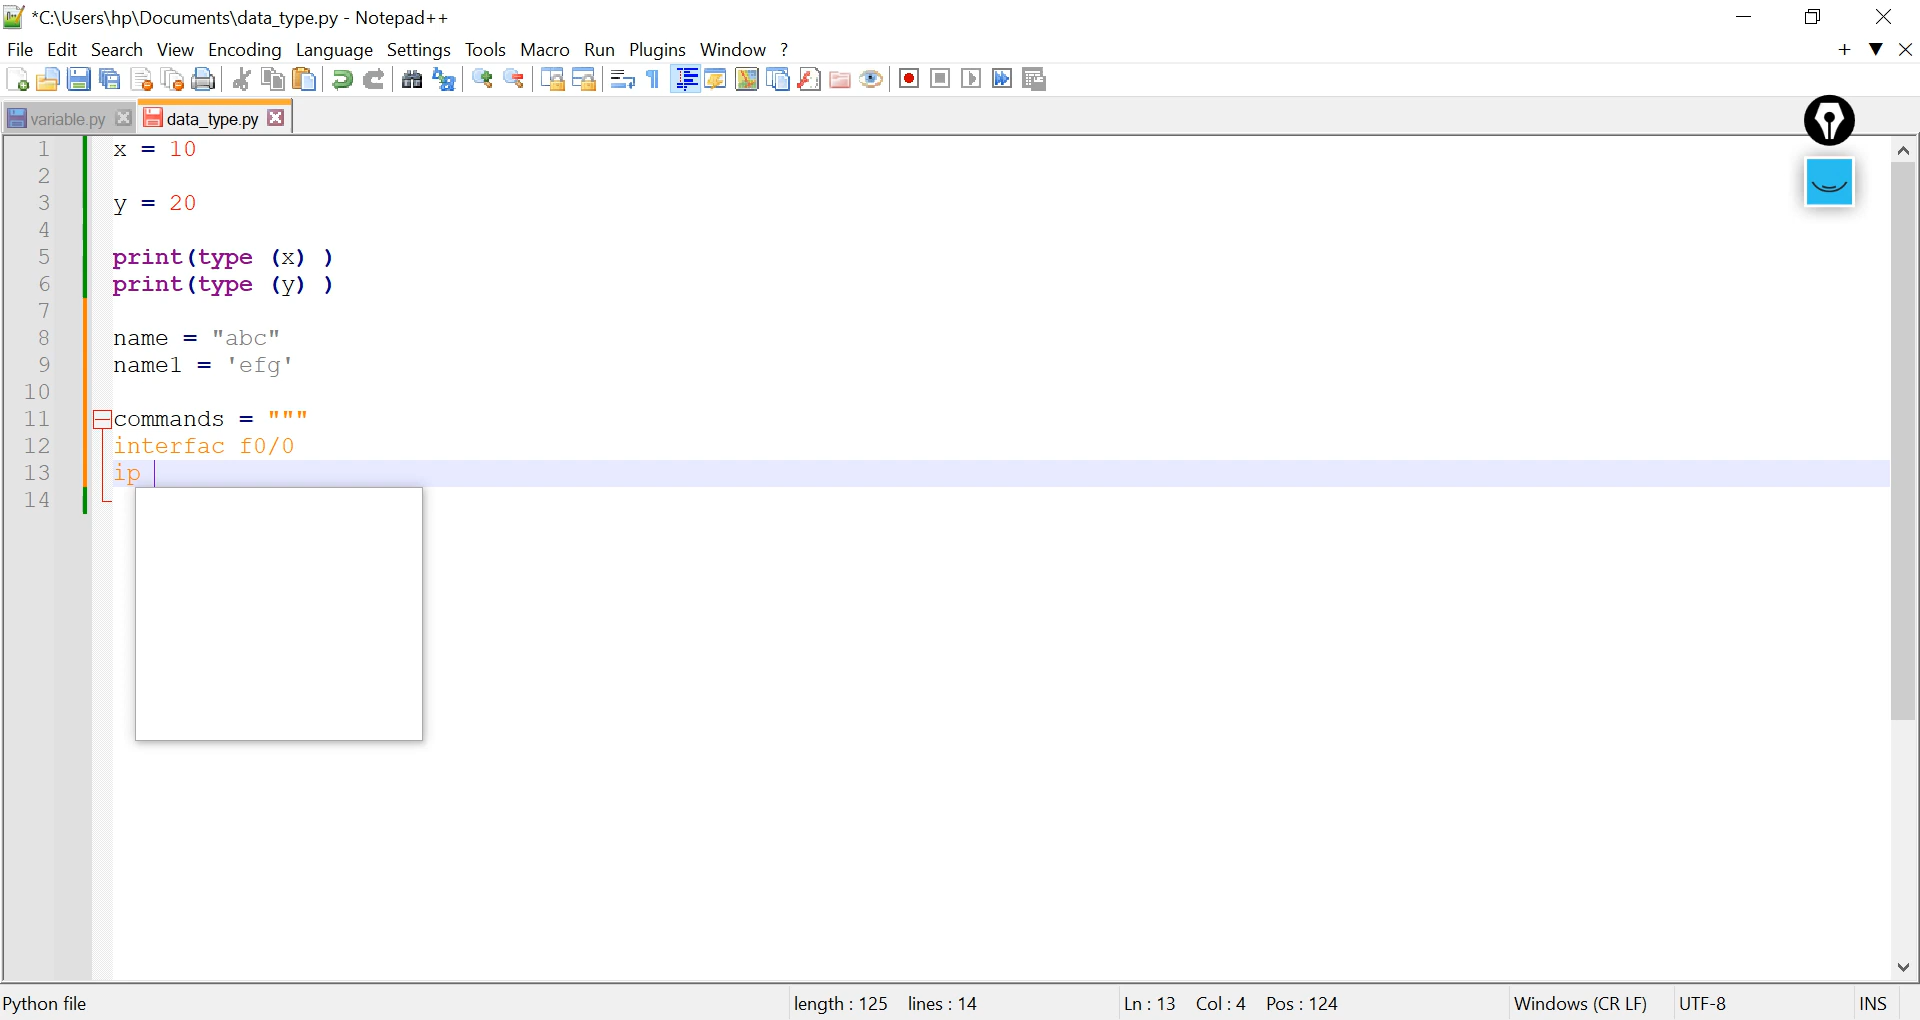 *C:\Users\hp\Documents\data_type.py - Notepad++
File Edit Search View Encoding Language Settings Tools Macro Run Plugins Window ?
variable.py data_type.py
1 x = 10
2
3 y = 20
4
5 print(type (x) )
6 print(type (y) )
7
8 name = "abc"
9 name1 = 'efg'
10
11 commands = """
12 interfac f0/0
13 ip
14
Python file length : 125 lines : 14 Ln : 13 Col : 4 Pos : 124 Windows (CR LF) UTF-8 INS